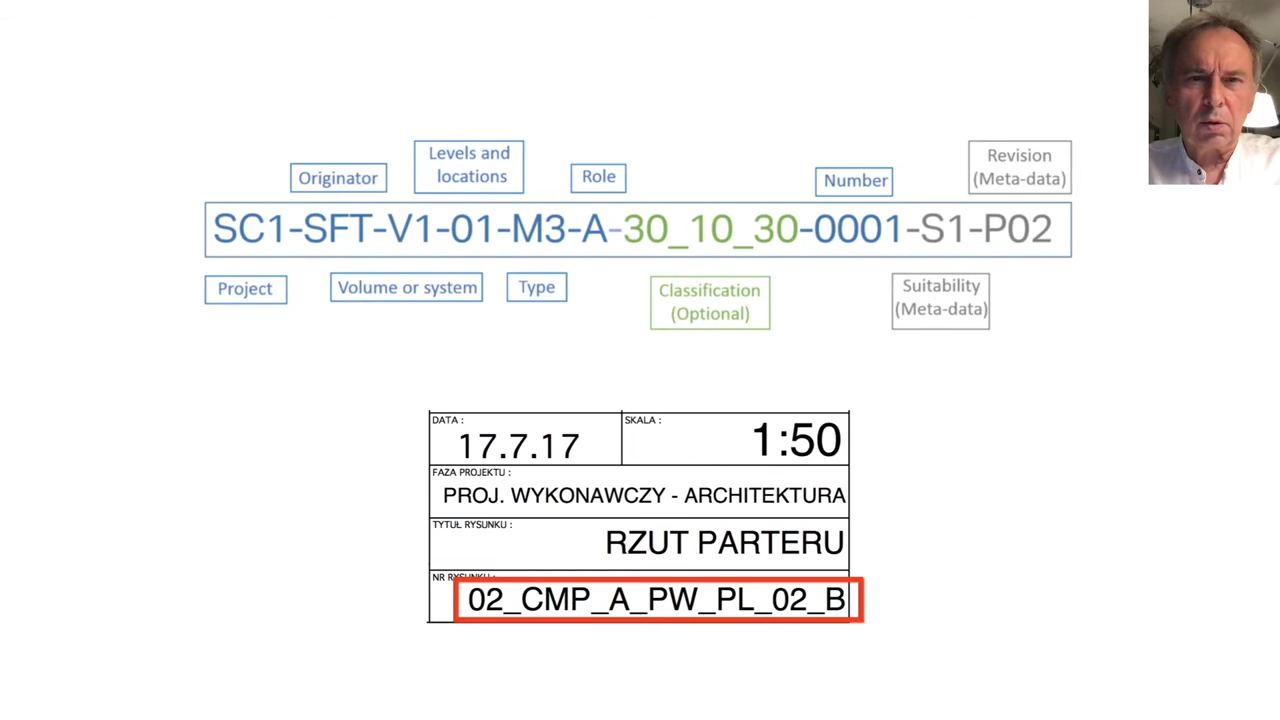 Originator
Levels and
locations
Role
Number
Revision
(Meta-data)
SC1-SFT-V1-01-M3-A-30_10_30-0001-S1-P02
Project
Volume or system
Type
Classification
(Optional)
Suitability
(Meta-data)
DATA :
17.7.17
SKALA :
1:50
FAZA PROJEKTU :
PROJ. WYKONAWCZY - ARCHITEKTURA
TYTUŁ RYSUNKU :
RZUT PARTERU
NR RYSUNKU :
02_CMP_A_PW_PL_02_B